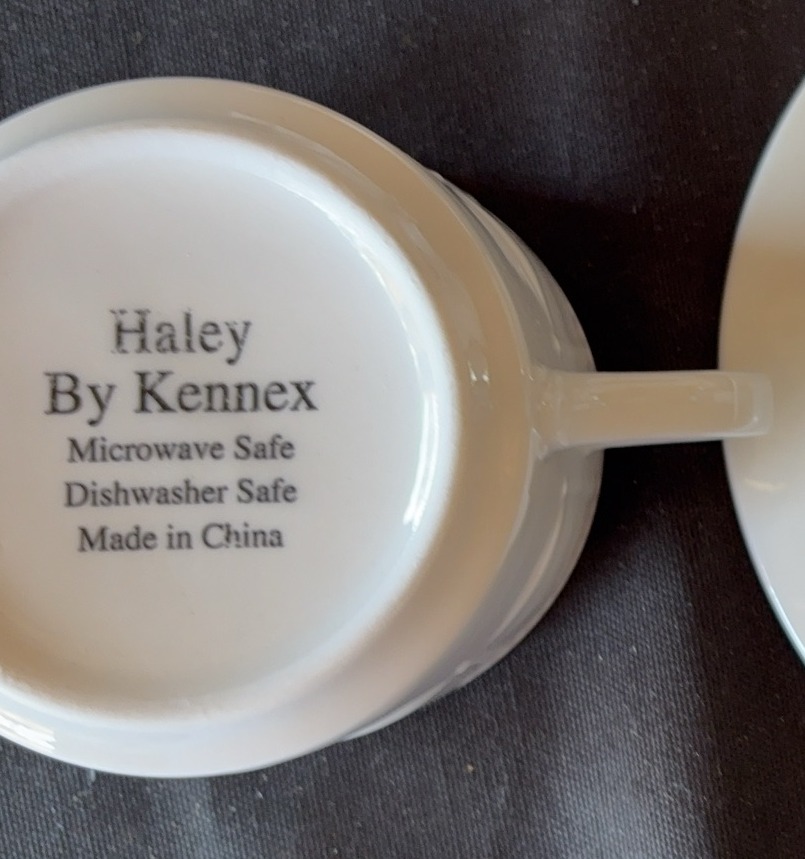 Haley
By Kennex
Microwave Safe
Dishwasher Safe
Made in China